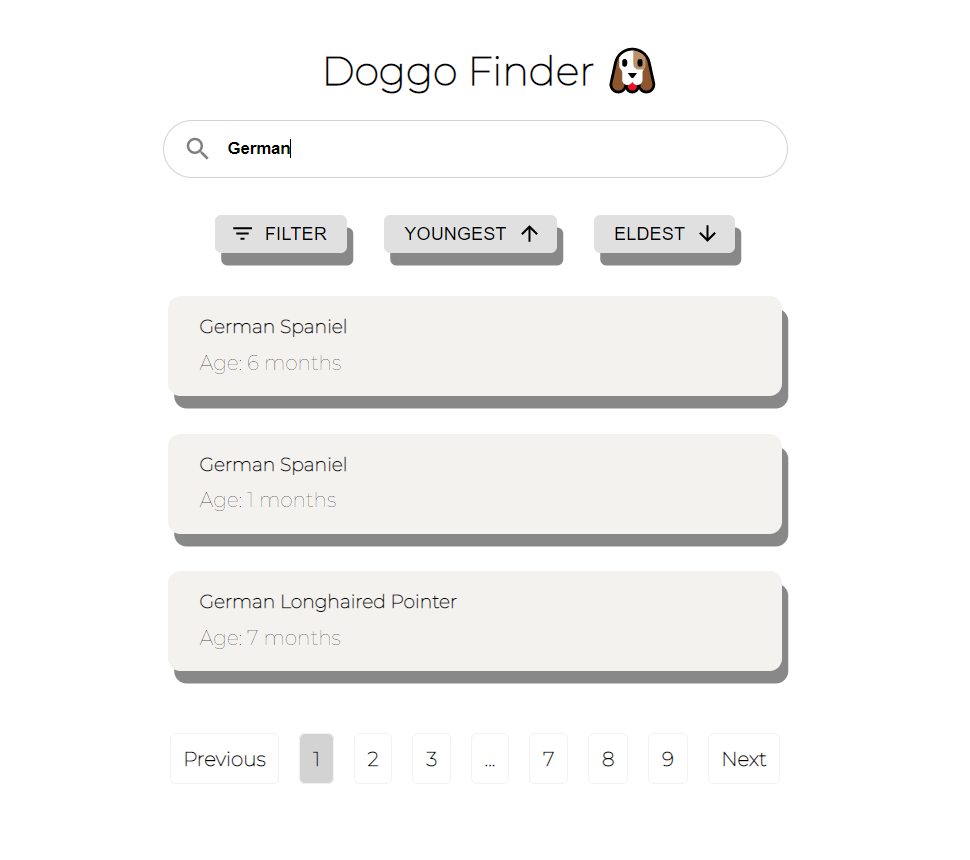 Doggo Finder
German
FILTER YOUNGEST ELDEST
German Spaniel
Age: 6 months
German Spaniel
Age: 1 months
German Longhaired Pointer
Age: 7 months
Previous 1 2 3 ... 7 8 9 Next